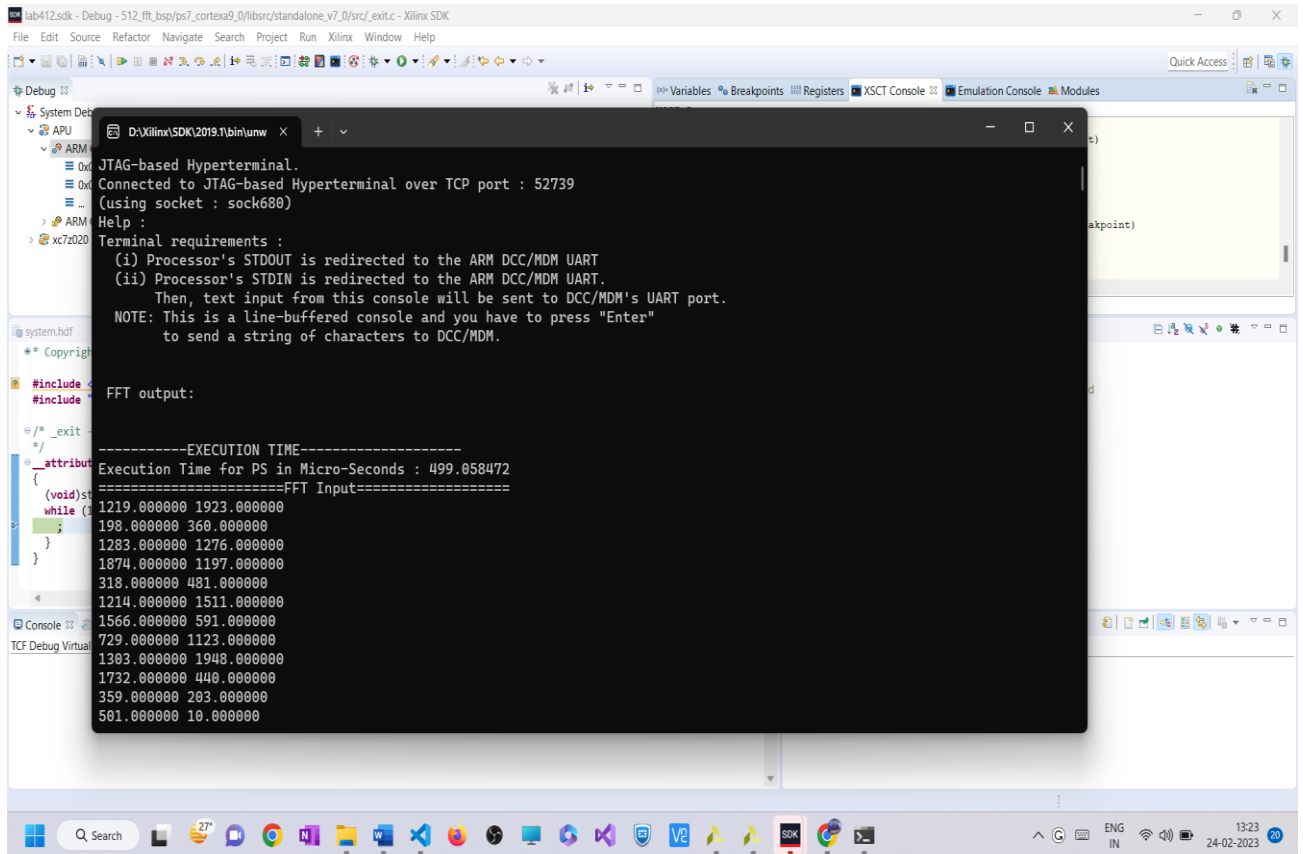 lab412.sdk - Debug - 512_fft_bsp/ps7_cortexa9_0/libsrc/standalone_v7_0/src/_exit.c - Xilinx SDK
File Edit Source Refactor Navigate Search Project Run Xilinx Window Help
Quick Access
Debug
Variables Breakpoints Registers XSCT Console Emulation Console Modules
System Deb
APU
ARM
0x0
0x0
...
ARM
xc7z020
D:\Xilinx\SDK\2019.1\bin\unw
t)
akpoint)
JTAG-based Hyperterminal.
Connected to JTAG-based Hyperterminal over TCP port : 52739
(using socket : sock680)
Help :
Terminal requirements :
(i) Processor's STDOUT is redirected to the ARM DCC/MDM UART
(ii) Processor's STDIN is redirected to the ARM DCC/MDM UART.
Then, text input from this console will be sent to DCC/MDM's UART port.
NOTE: This is a line-buffered console and you have to press "Enter"
to send a string of characters to DCC/MDM.
FFT output:
-----------EXECUTION TIME--------------------
Execution Time for PS in Micro-Seconds : 499.058472
=======================FFT Input===================
1219.000000 1923.000000
198.000000 360.000000
1283.000000 1276.000000
1874.000000 1197.000000
318.000000 481.000000
1214.000000 1511.000000
1566.000000 591.000000
729.000000 1123.000000
1303.000000 1948.000000
1732.000000 440.000000
359.000000 203.000000
501.000000 10.000000
system.hdf
* Copyrigh
#include <
#include "
/* _exit -
*/
__attribut
{
(void)st
while (1
;
}
}
d
Console
TCF Debug Virtual
Search
27°
SDK
ENG
IN
13:23
24-02-2023
20